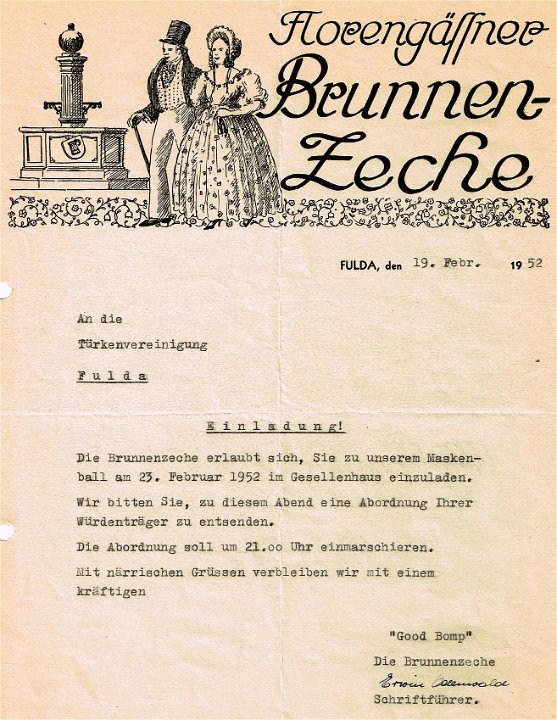 Florengäßner
Brunnen-
Zeche
FULDA, den 19. Febr. 1952
An die
Türkenvereinigung
Fulda
Einladung!
Die Brunnenzeche erlaubt sich, Sie zu unserem Masken-
ball am 23. Februar 1952 im Gesellenhaus einzuladen.
Wir bitten Sie, zu diesem Abend eine Abordnung Ihrer
Würdenträger zu entsenden.
Die Abordnung soll um 21.oo Uhr einmarschieren.
Mit närrischen Grüssen verbleiben wir mit einem
kräftigen
"Good Bomp"
Die Brunnenzeche
Erwin Odenwald
Schriftführer.